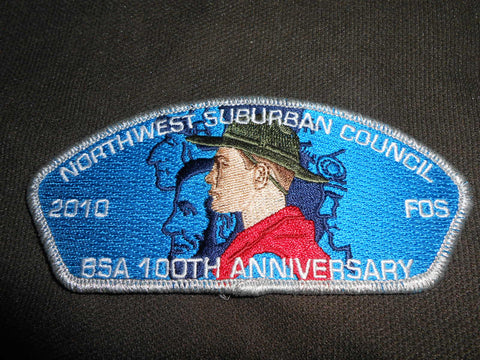 NORTHWEST SUBURBAN COUNCIL
2010 FOS
BSA 100TH ANNIVERSARY